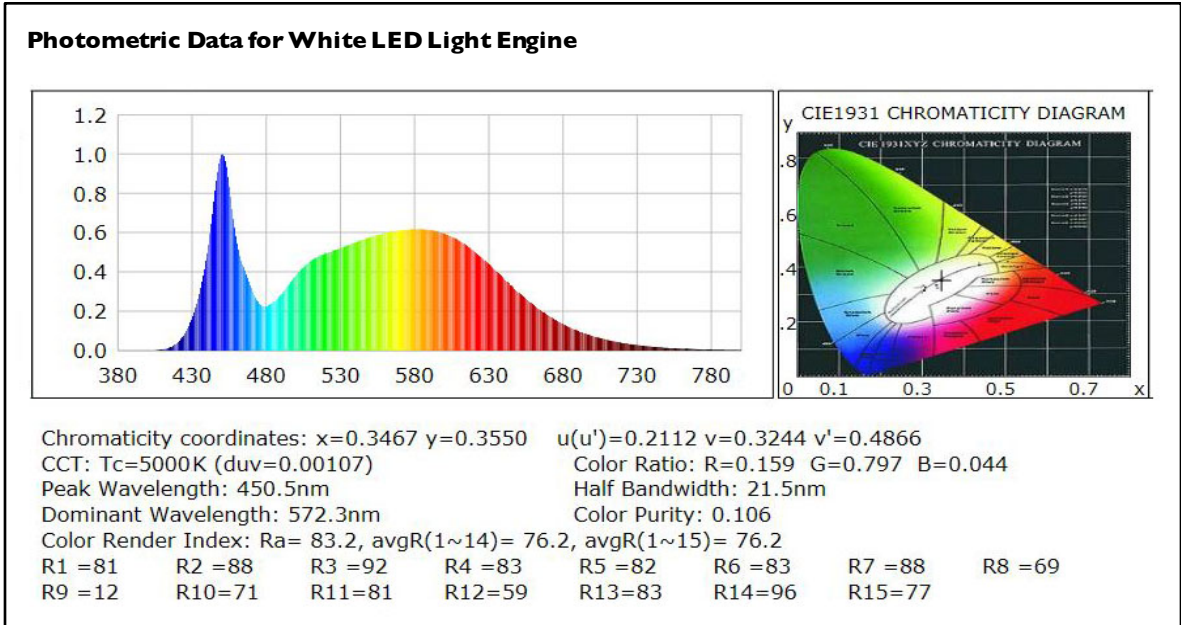 Photometric Data for White LED Light Engine
1.2
1.0
0.8
0.6
0.4
0.2
0.0
380 430 480 530 580 630 680 730 780
CIE1931 CHROMATICITY DIAGRAM
y
CIE 1931XYZ CHROMATICITY DIAGRAM
.8
.6
.4
.2
0 0.1 0.3 0.5 0.7 x
Chromaticity coordinates: x=0.3467 y=0.3550 u(u')=0.2112 v=0.3244 v'=0.4866
CCT: Tc=5000K (duv=0.00107) Color Ratio: R=0.159 G=0.797 B=0.044
Peak Wavelength: 450.5nm Half Bandwidth: 21.5nm
Dominant Wavelength: 572.3nm Color Purity: 0.106
Color Render Index: Ra= 83.2, avgR(1~14)= 76.2, avgR(1~15)= 76.2
R1 =81 R2 =88 R3 =92 R4 =83 R5 =82 R6 =83 R7 =88 R8 =69
R9 =12 R10=71 R11=81 R12=59 R13=83 R14=96 R15=77